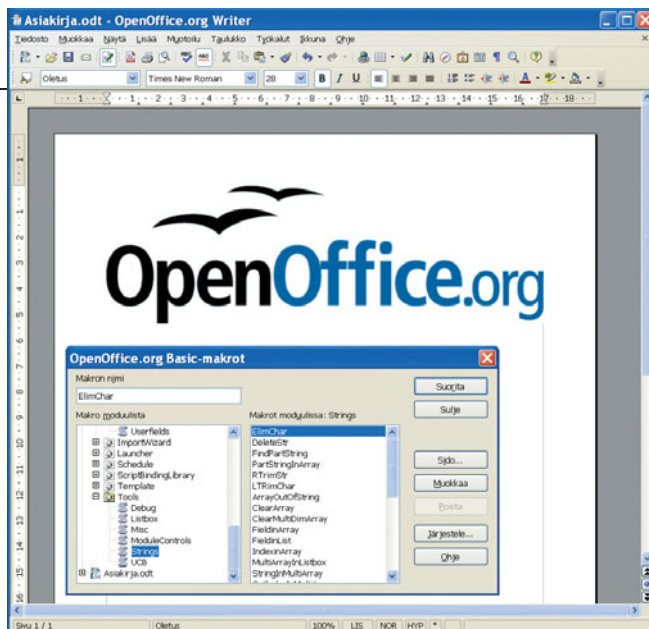 Asiakirja.odt - OpenOffice.org Writer
Tiedosto Muokkaa Näytä Lisää Muotoilu Taulukko Työkalut Ikkuna Ohje
Oletus Times New Roman 28 B I U
OpenOffice.org
OpenOffice.org Basic-makrot
Makron nimi
ElimChar
Makro moduulista
Userfields
ImportWizard
Launcher
Schedule
ScriptBindingLibrary
Template
Tools
Debug
Listbox
Misc
ModuleControls
Strings
UCB
Asiakirja.odt
Makrot moduulissa: Strings
ElimChar
DeleteStr
FindPartString
PartStringInArray
RTrimStr
LTRimChar
ArrayOutOfString
ClearArray
ClearMultiDimArray
FieldinArray
FieldinList
IndexinArray
MultiArrayInListbox
StringInMultiArray
Suorita
Sulje
Sido...
Muokkaa
Poista
Järjestele...
Ohje
Sivu 1 / 1 Oletus 100% LIS NOR HYP *